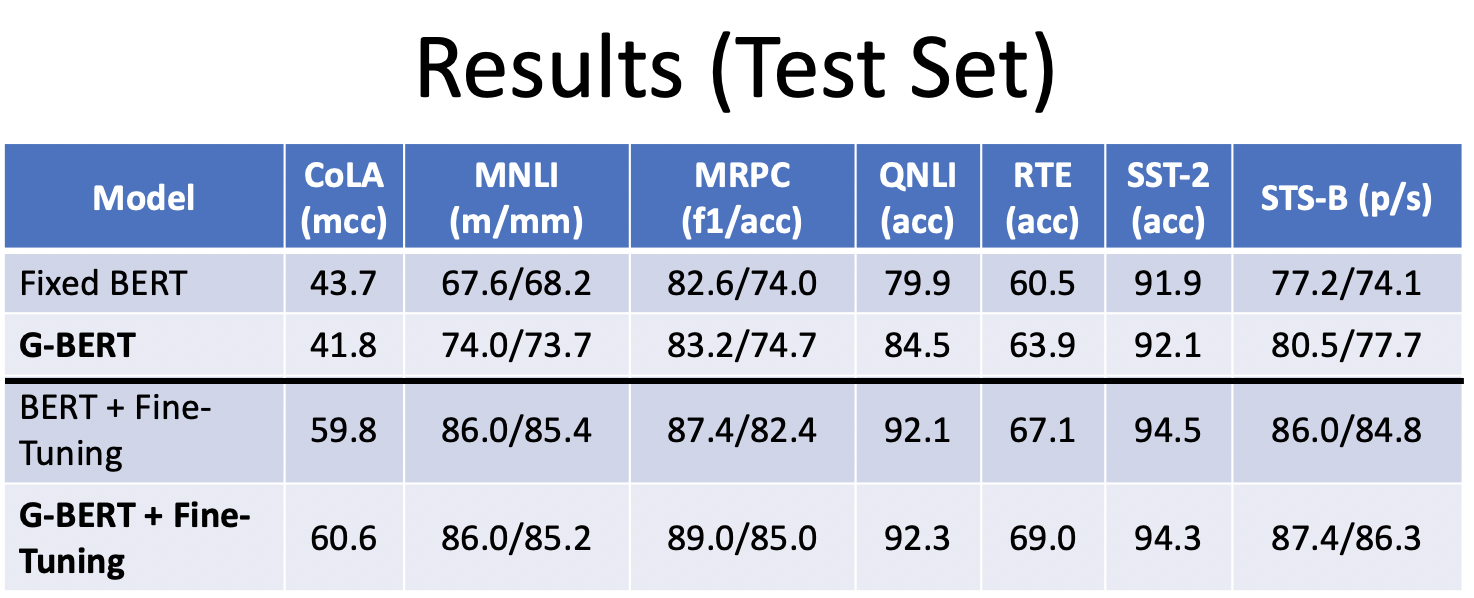 Results (Test Set)
Model CoLA (mcc) MNLI (m/mm) MRPC (f1/acc) QNLI (acc) RTE (acc) SST-2 (acc) STS-B (p/s)
Fixed BERT 43.7 67.6/68.2 82.6/74.0 79.9 60.5 91.9 77.2/74.1
G-BERT 41.8 74.0/73.7 83.2/74.7 84.5 63.9 92.1 80.5/77.7
BERT + Fine-Tuning 59.8 86.0/85.4 87.4/82.4 92.1 67.1 94.5 86.0/84.8
G-BERT + Fine-Tuning 60.6 86.0/85.2 89.0/85.0 92.3 69.0 94.3 87.4/86.3